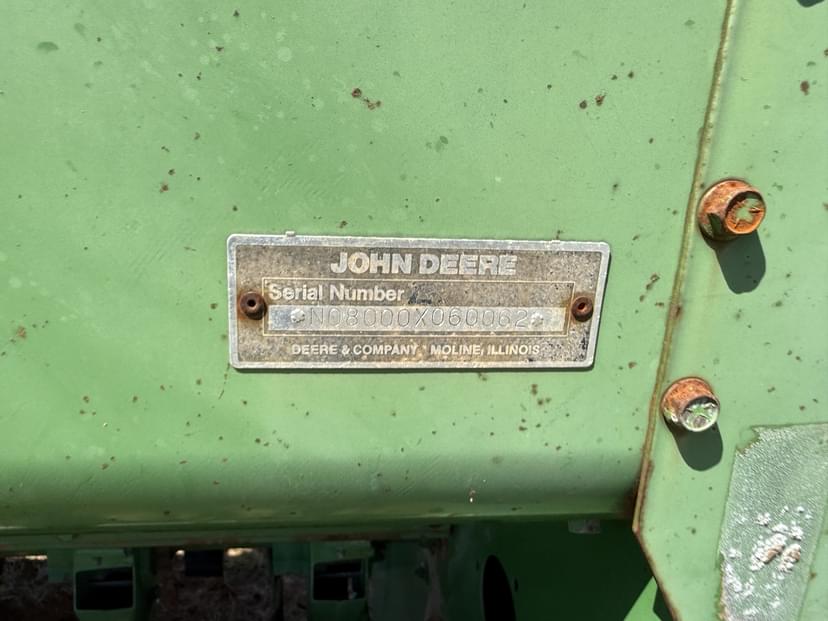 JOHN DEERE
Serial Number
N08000X060062
DEERE & COMPANY MOLINE, ILLINOIS